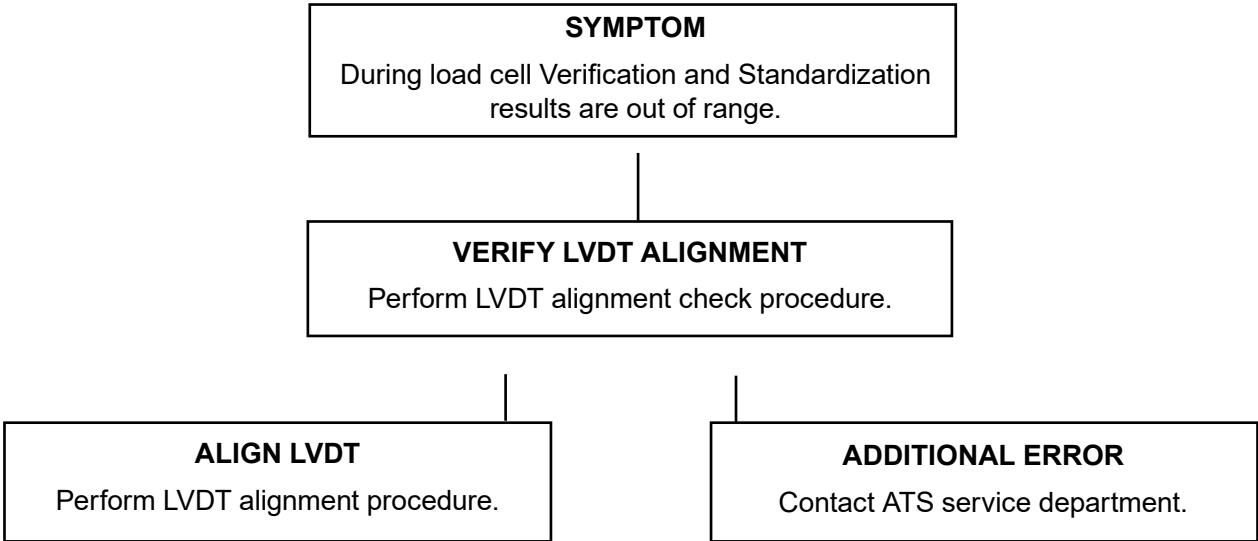 SYMPTOM
During load cell Verification and Standardization
results are out of range.
VERIFY LVDT ALIGNMENT
Perform LVDT alignment check procedure.
ALIGN LVDT
Perform LVDT alignment procedure.
ADDITIONAL ERROR
Contact ATS service department.